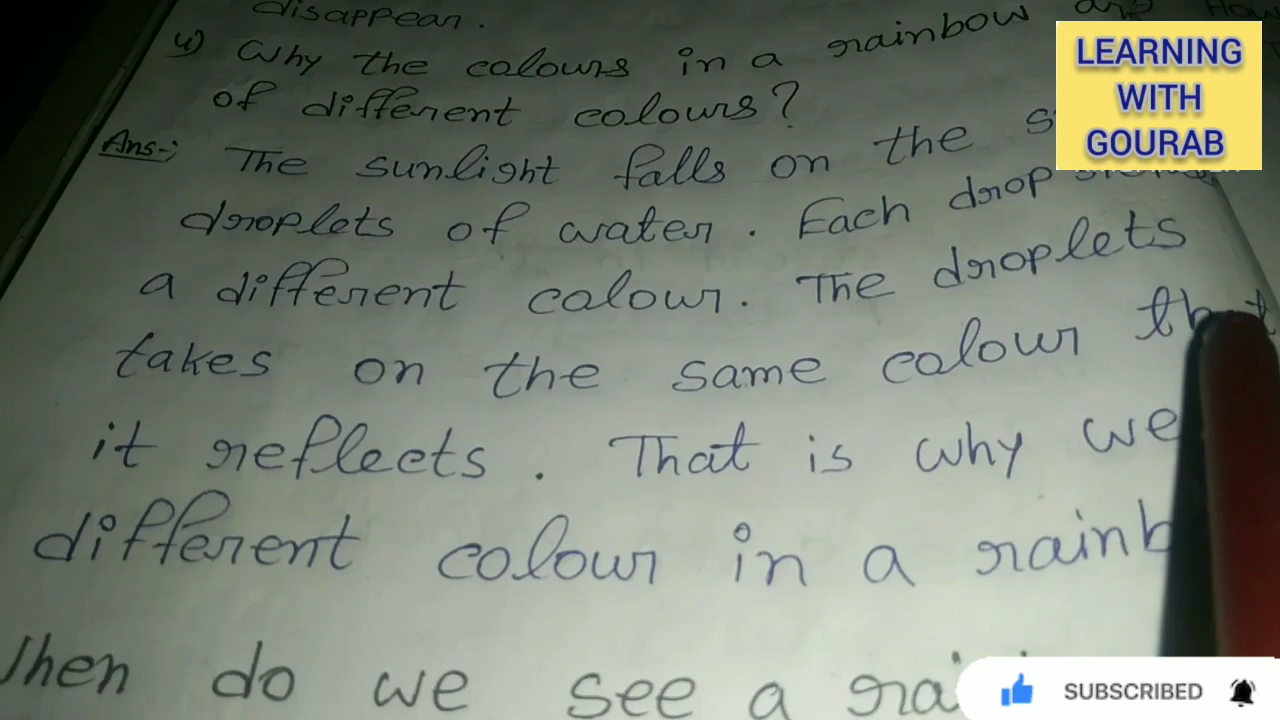 disappear.
4) Why the colours in a rainbow are
of different colours?
Ans:- The sunlight falls on the
droplets of water. Each drop
a different colour. The droplets
takes on the same colour that
it reflects. That is why we
different colour in a
When do we see a
LEARNING
WITH
GOURAB
SUBSCRIBED